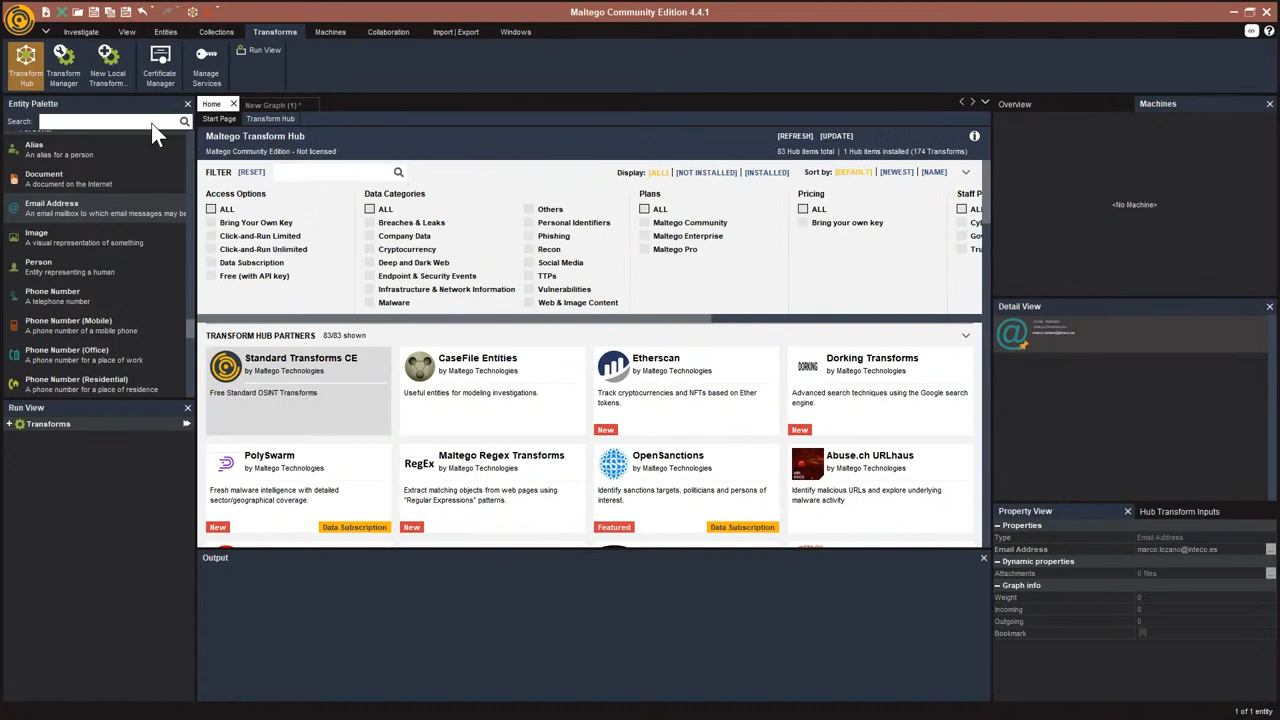 Maltego Community Edition 4.4.1
Investigate View Entities Collections Transforms Machines Collaboration Import | Export Windows
Transform Hub
Transform Manager
New Local Transform...
Certificate Manager
Manage Services
Run View
Entity Palette
Search:
Alias
An alias for a person
Document
A document on the Internet
Email Address
An email mailbox to which email messages may be
Image
A visual representation of something
Person
Entity representing a human
Phone Number
A telephone number
Phone Number (Mobile)
A phone number of a mobile phone
Phone Number (Office)
A phone number for a place of work
Phone Number (Residential)
A phone number for a place of residence
Run View
Transforms
Home New Graph (1) *
Start Page Transform Hub
Maltego Transform Hub [REFRESH] [UPDATE]
Maltego Community Edition - Not licensed 83 Hub items total | 1 Hub items installed (174 Transforms)
FILTER [RESET] Display: [ALL] [NOT INSTALLED] [INSTALLED] Sort by: [DEFAULT] [NEWEST] [NAME]
Access Options
ALL
Bring Your Own Key
Click-and-Run Limited
Click-and-Run Unlimited
Data Subscription
Free (with API key)
Data Categories
ALL
Breaches & Leaks
Company Data
Cryptocurrency
Deep and Dark Web
Endpoint & Security Events
Infrastructure & Network Information
Malware
Others
Personal Identifiers
Phishing
Recon
Social Media
TTPs
Vulnerabilities
Web & Image Content
Plans
ALL
Maltego Community
Maltego Enterprise
Maltego Pro
Pricing
ALL
Bring your own key
Staff P
AL
Cy
Go
Tru
TRANSFORM HUB PARTNERS 83/83 shown
Standard Transforms CE
by Maltego Technologies
Free Standard OSINT Transforms
CaseFile Entities
by Maltego Technologies
Useful entities for modeling investigations.
Etherscan
by Maltego Technologies
Track cryptocurrencies and NFTs based on Ether
tokens.
New
DORKING
Dorking Transforms
by Maltego Technologies
Advanced search techniques using the Google search
engine.
New
PolySwarm
by Maltego Technologies
Fresh malware intelligence with detailed
sector/geographical coverage.
New Data Subscription
RegEx
Maltego Regex Transforms
by Maltego Technologies
Extract matching objects from web pages using
"Regular Expressions" patterns.
New
OpenSanctions
by Maltego Technologies
Identify sanctions targets, politicians and persons of
interest.
Featured Data Subscription
Abuse.ch URLhaus
by Maltego Technologies
Identify malicious URLs and explore underlying
malware activity
Output
Overview Machines
<No Machine>
Detail View
Email Address
marco.lozano@inteco.es
Property View Hub Transform Inputs
Properties
Type Email Address
Email Address marco.lozano@inteco.es
Dynamic properties
Attachments 0 files
Graph info
Weight 0
Incoming 0
Outgoing 0
Bookmark
1 of 1 entity